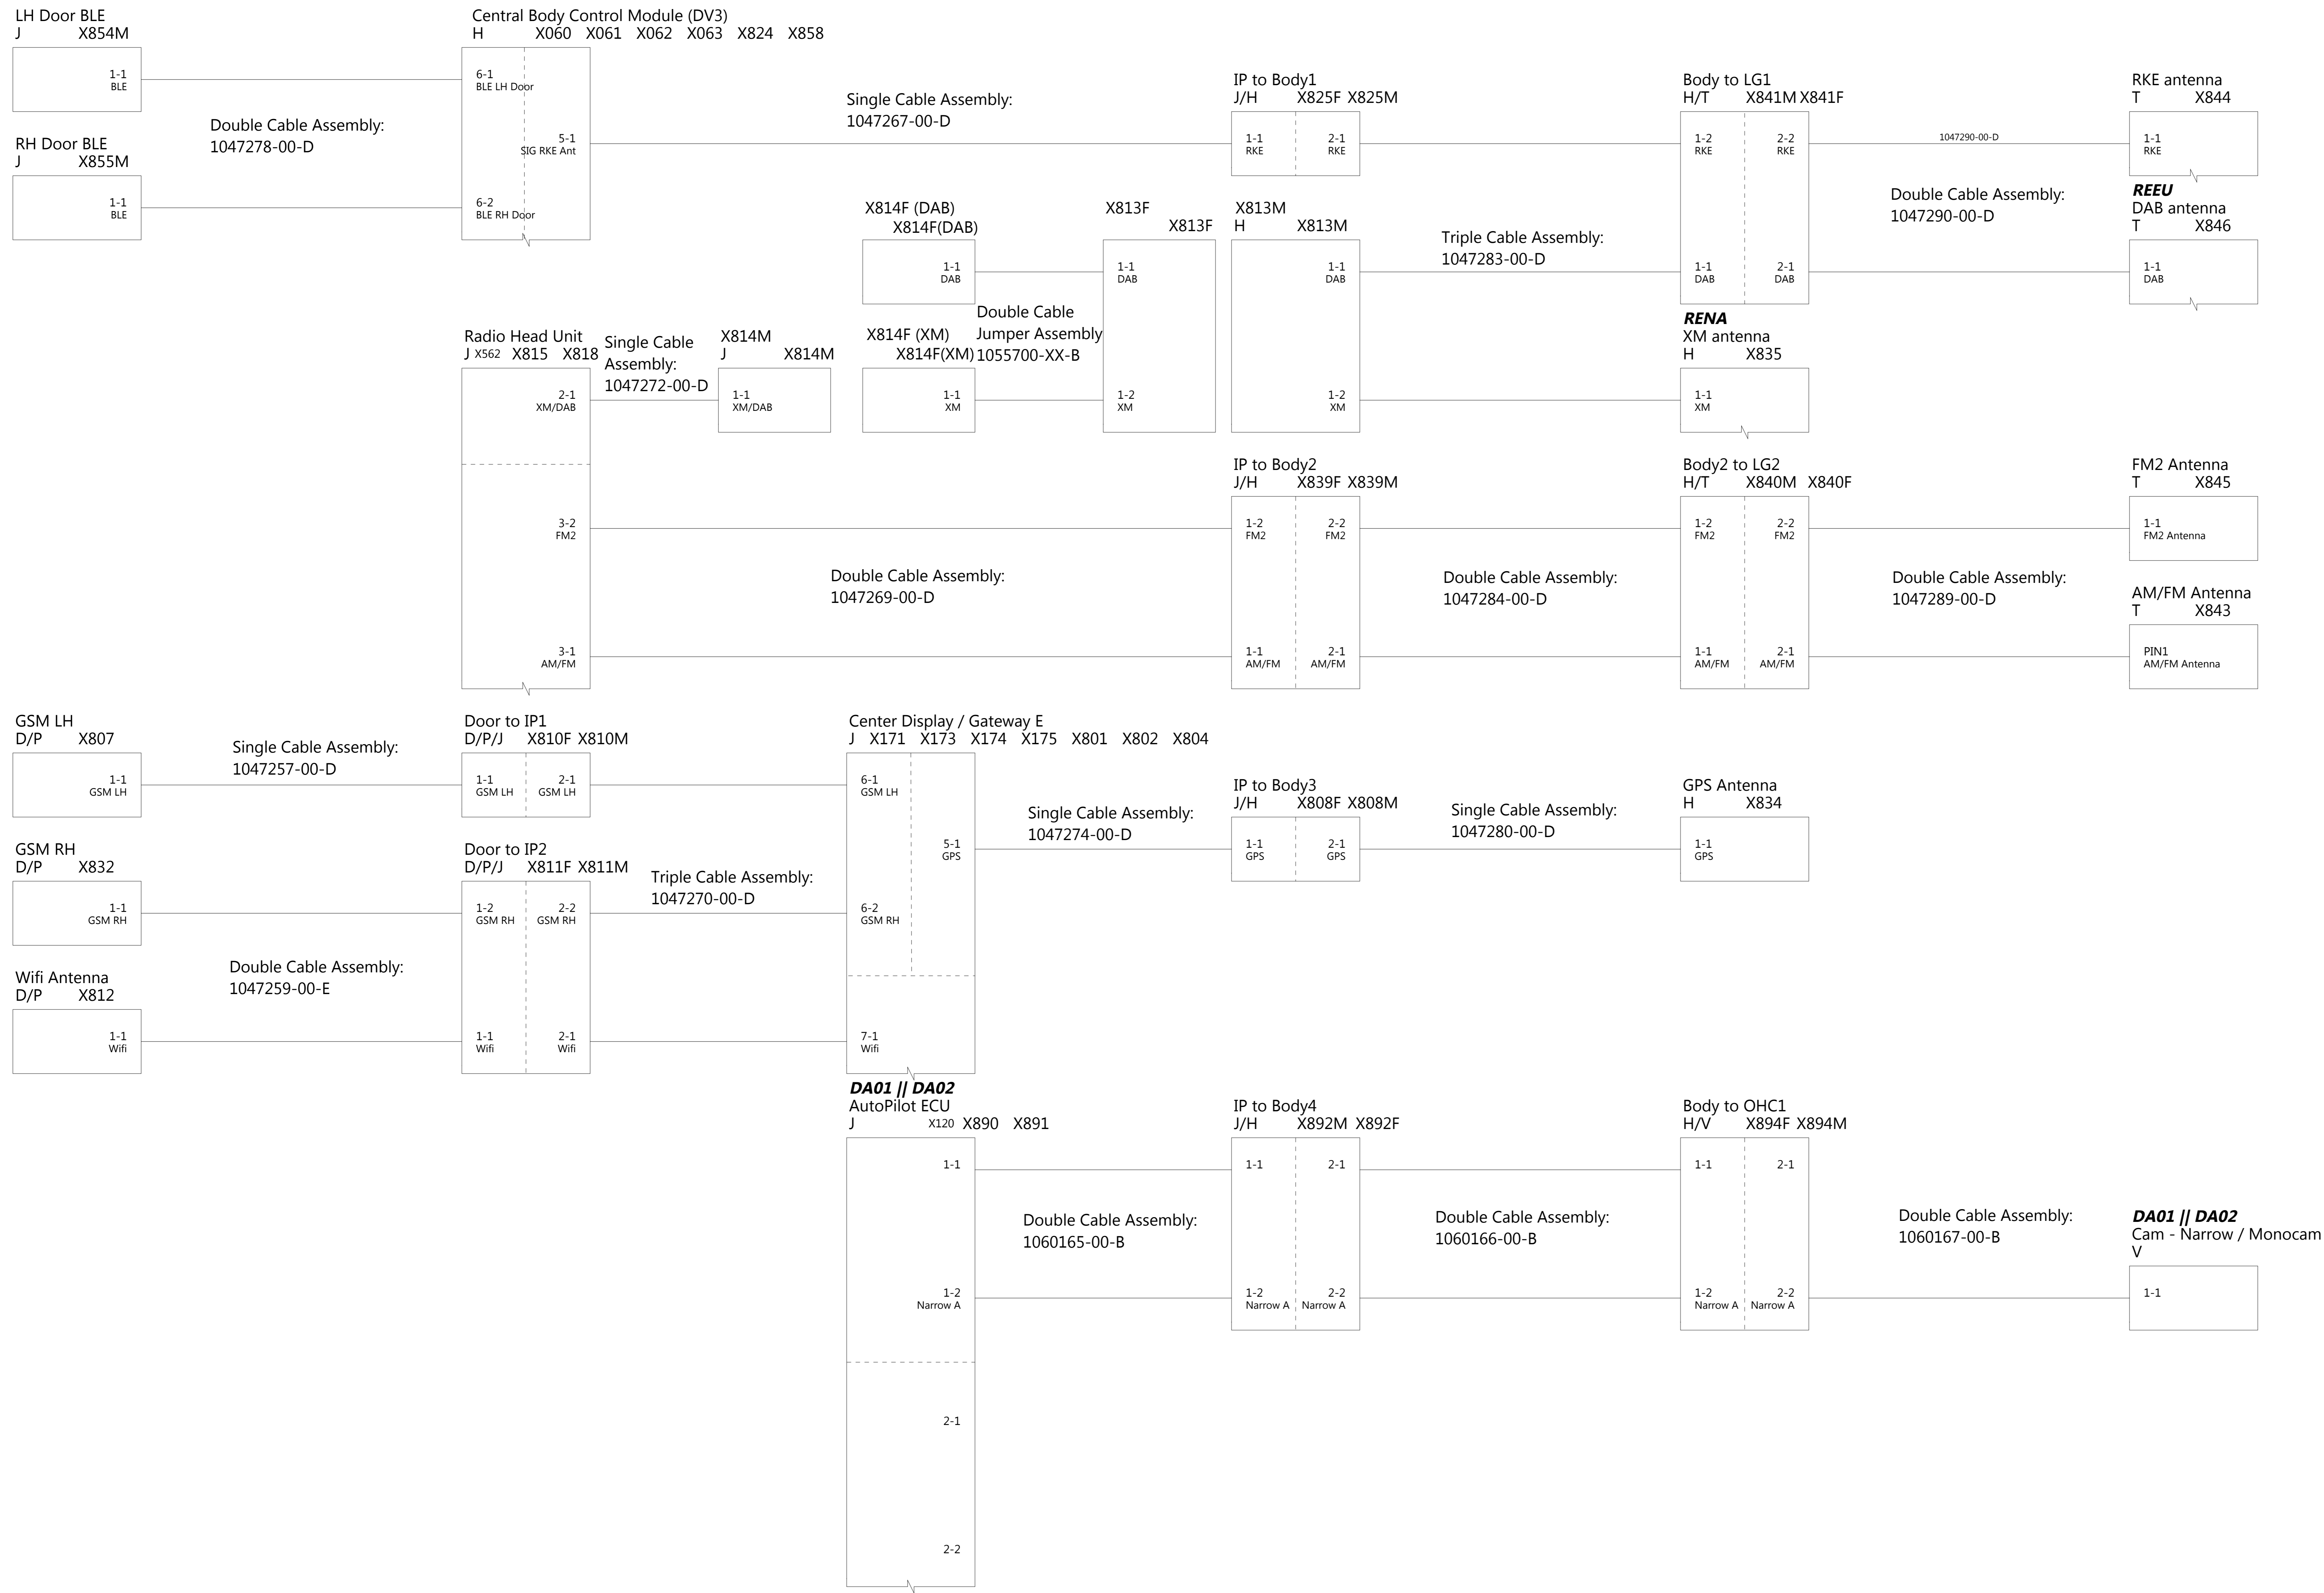 LH Door BLE
J X854M
1-1
BLE
Double Cable Assembly:
1047278-00-D
RH Door BLE
J X855M
1-1
BLE
Central Body Control Module (DV3)
H X060 X061 X062 X063 X824 X858
6-1
BLE LH Door
5-1
SIG RKE Ant
6-2
BLE RH Door
Single Cable Assembly:
1047267-00-D
IP to Body1
J/H X825F X825M
1-1 2-1
RKE RKE
Body to LG1
H/T X841M X841F
1-2 2-2
RKE RKE
1-1 2-1
DAB DAB
1047290-00-D
Double Cable Assembly:
1047290-00-D
RKE antenna
T X844
1-1
RKE
REEU
DAB antenna
T X846
1-1
DAB
X814F (DAB)
X814F(DAB)
1-1
DAB
X813F
X813F
1-1
DAB
1-2
XM
X813M
H X813M
1-1
DAB
1-2
XM
Triple Cable Assembly:
1047283-00-D
Double Cable
Jumper Assembly
1055700-XX-B
X814F (XM)
X814F(XM)
1-1
XM
RENA
XM antenna
H X835
1-1
XM
Radio Head Unit
J X562 X815 X818
2-1
XM/DAB
3-2
FM2
3-1
AM/FM
Single Cable
Assembly:
1047272-00-D
X814M
J X814M
1-1
XM/DAB
Double Cable Assembly:
1047269-00-D
IP to Body2
J/H X839F X839M
1-2 2-2
FM2 FM2
1-1 2-1
AM/FM AM/FM
Double Cable Assembly:
1047284-00-D
Body2 to LG2
H/T X840M X840F
1-2 2-2
FM2 FM2
1-1 2-1
AM/FM AM/FM
Double Cable Assembly:
1047289-00-D
FM2 Antenna
T X845
1-1
FM2 Antenna
AM/FM Antenna
T X843
PIN1
AM/FM Antenna
GSM LH
D/P X807
1-1
GSM LH
Single Cable Assembly:
1047257-00-D
Door to IP1
D/P/J X810F X810M
1-1 2-1
GSM LH GSM LH
GSM RH
D/P X832
1-1
GSM RH
Door to IP2
D/P/J X811F X811M
1-2 2-2
GSM RH GSM RH
1-1 2-1
Wifi Wifi
Double Cable Assembly:
1047259-00-E
Wifi Antenna
D/P X812
1-1
Wifi
Triple Cable Assembly:
1047270-00-D
Center Display / Gateway E
J X171 X173 X174 X175 X801 X802 X804
6-1
GSM LH
5-1
GPS
6-2
GSM RH
7-1
Wifi
Single Cable Assembly:
1047274-00-D
IP to Body3
J/H X808F X808M
1-1 2-1
GPS GPS
Single Cable Assembly:
1047280-00-D
GPS Antenna
H X834
1-1
GPS
DA01 || DA02
AutoPilot ECU
J X120 X890 X891
1-1
1-2
Narrow A
2-1
2-2
Double Cable Assembly:
1060165-00-B
IP to Body4
J/H X892M X892F
1-1 2-1
1-2 2-2
Narrow A Narrow A
Double Cable Assembly:
1060166-00-B
Body to OHC1
H/V X894F X894M
1-1 2-1
1-2 2-2
Narrow A Narrow A
Double Cable Assembly:
1060167-00-B
DA01 || DA02
Cam - Narrow / Monocam
V
1-1